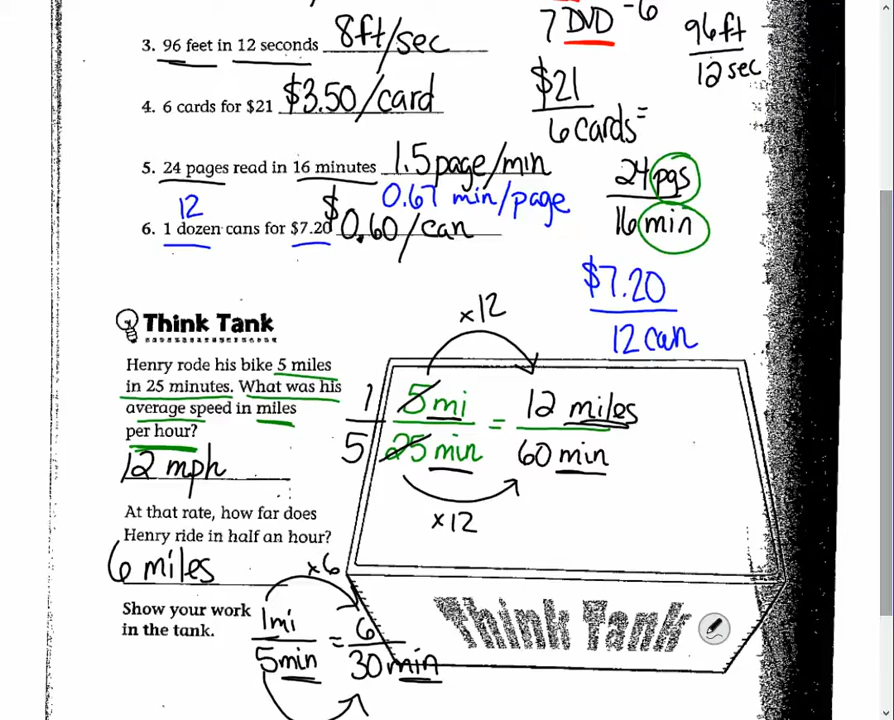 7 DVD -6
3. 96 feet in 12 seconds 8ft/sec
96ft
12sec
4. 6 cards for $21 $3.50/card
$21
6 cards =
5. 24 pages read in 16 minutes 1.5 page/min
0.67 min/page
24 pgs
16 min
12
6. 1 dozen cans for $7.20 $0.60/can
$7.20
12 can
Think Tank
Henry rode his bike 5 miles
in 25 minutes. What was his
average speed in miles
per hour?
12 mph
At that rate, how far does
Henry ride in half an hour?
6 miles
Show your work
in the tank.
x12
1 5 mi = 12 miles
5 25 min 60 min
x12
x6
1mi = 6
5min 30 min
Think Tank